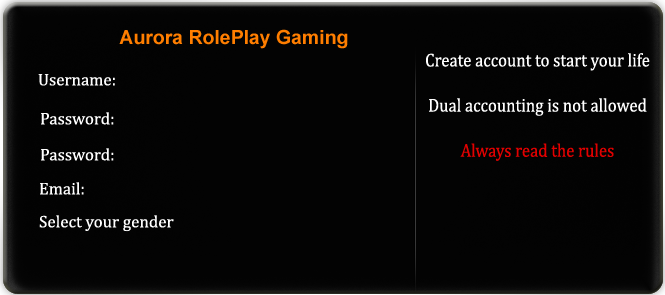 Aurora RolePlay Gaming
Username:
Password:
Password:
Email:
Select your gender
Create account to start your life
Dual accounting is not allowed
Always read the rules